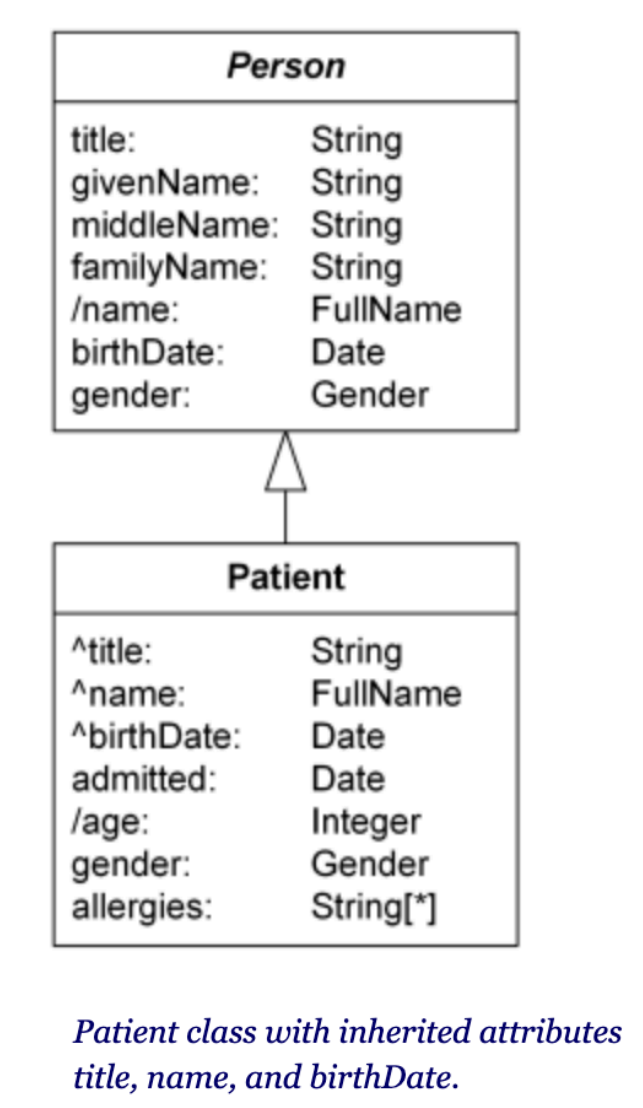 Person
title: String
givenName: String
middleName: String
familyName: String
/name: FullName
birthDate: Date
gender: Gender
Patient
^title: String
^name: FullName
^birthDate: Date
admitted: Date
/age: Integer
gender: Gender
allergies: String[*]
Patient class with inherited attributes
title, name, and birthDate.